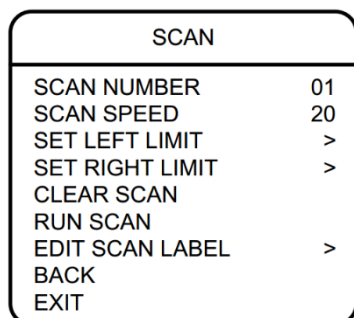 SCAN
SCAN NUMBER 01
SCAN SPEED 20
SET LEFT LIMIT >
SET RIGHT LIMIT >
CLEAR SCAN
RUN SCAN
EDIT SCAN LABEL >
BACK
EXIT